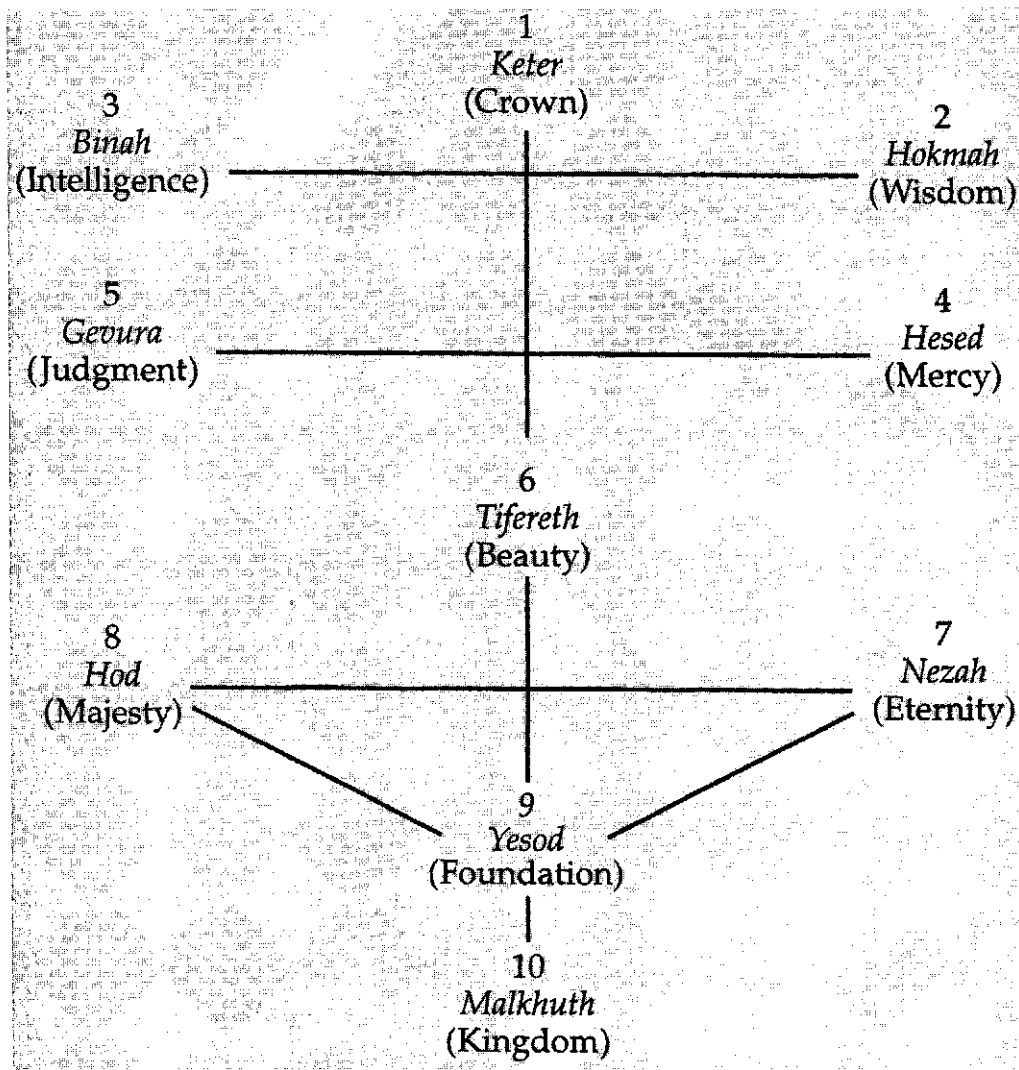 1
Keter
(Crown)
3
Binah
(Intelligence)
2
Hokmah
(Wisdom)
5
Gevura
(Judgment)
4
Hesed
(Mercy)
6
Tifereth
(Beauty)
8
Hod
(Majesty)
7
Nezah
(Eternity)
9
Yesod
(Foundation)
10
Malkhuth
(Kingdom)